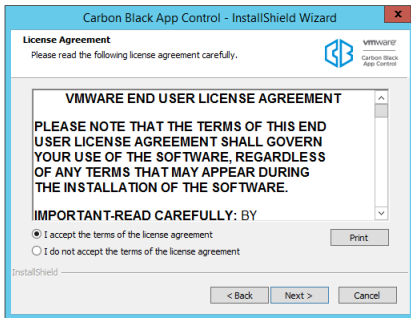 Carbon Black App Control - InstallShield Wizard
x
License Agreement
Please read the following license agreement carefully.
vmware
Carbon Black
App Control
VMWARE END USER LICENSE AGREEMENT
PLEASE NOTE THAT THE TERMS OF THIS END
USER LICENSE AGREEMENT SHALL GOVERN
YOUR USE OF THE SOFTWARE, REGARDLESS
OF ANY TERMS THAT MAY APPEAR DURING
THE INSTALLATION OF THE SOFTWARE.
IMPORTANT-READ CAREFULLY: BY
I accept the terms of the license agreement
Print
I do not accept the terms of the license agreement
InstallShield
< Back
Next >
Cancel